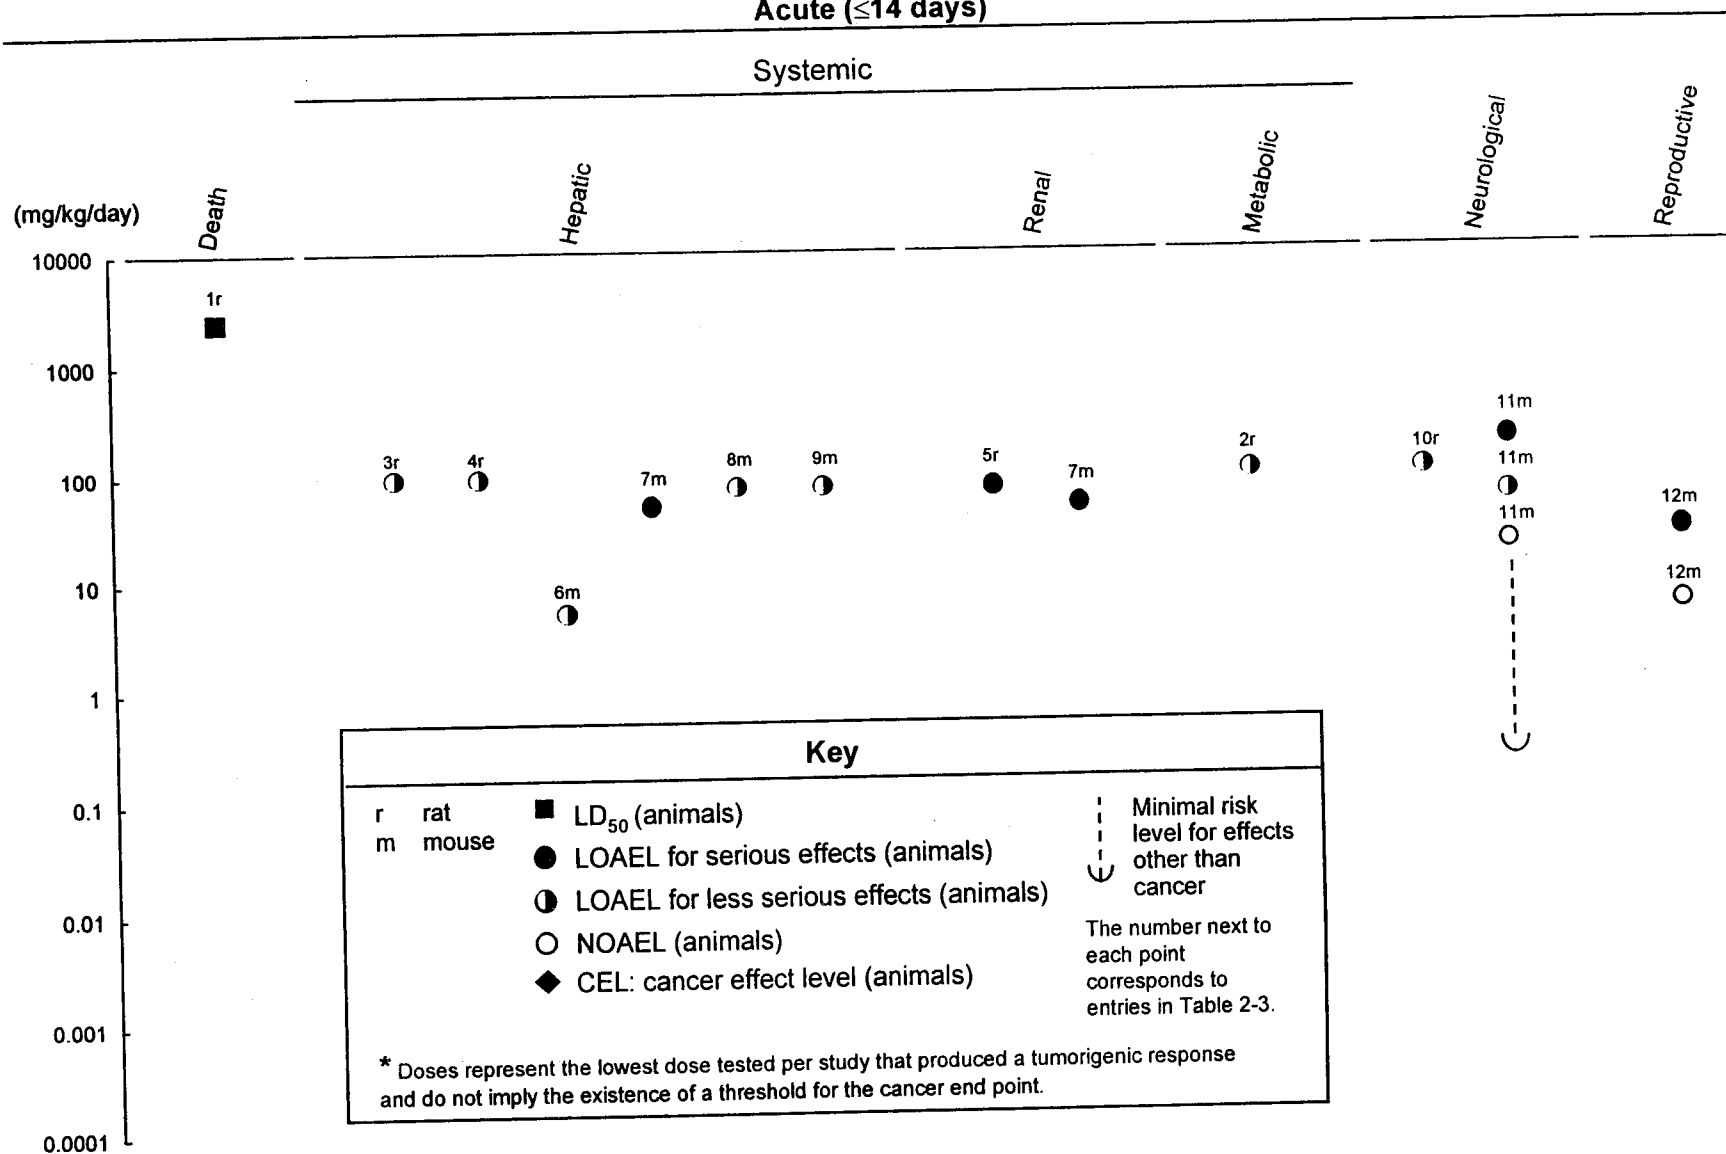 Acute (≤14 days)
Systemic
(mg/kg/day)
Death
Hepatic
Renal
Metabolic
Neurological
Reproductive
10000
1000
100
10
1
0.1
0.01
0.001
0.0001
1r
3r
4r
6m
7m
8m
9m
5r
7m
2r
10r
11m
11m
11m
12m
12m
Key
r rat
m mouse
LD50 (animals)
LOAEL for serious effects (animals)
LOAEL for less serious effects (animals)
NOAEL (animals)
CEL: cancer effect level (animals)
Minimal risk
level for effects
other than
cancer
The number next to
each point
corresponds to
entries in Table 2-3.
* Doses represent the lowest dose tested per study that produced a tumorigenic response
and do not imply the existence of a threshold for the cancer end point.